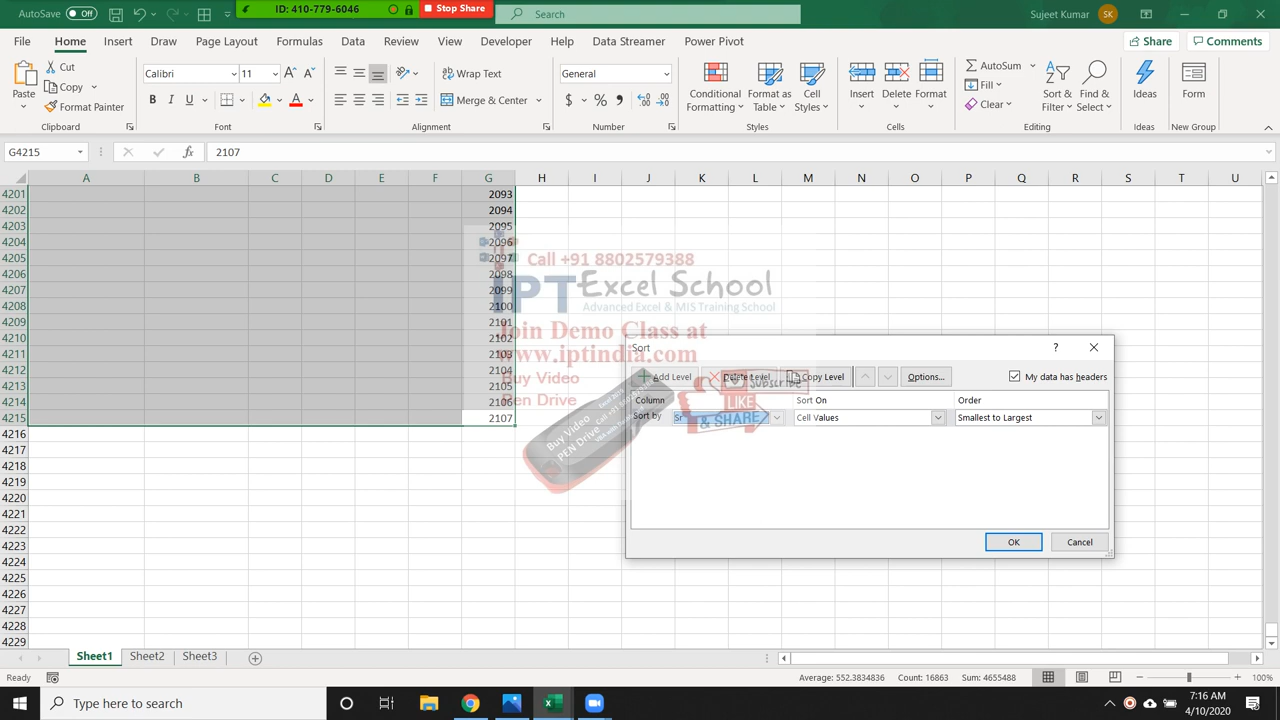 AutoSave Off
ID: 410-779-6046 Stop Share
Search
Sujeet Kumar SK
File Home Insert Draw Page Layout Formulas Data Review View Developer Help Data Streamer Power Pivot Share Comments
Paste Cut Copy Format Painter
Calibri 11
B I U
Wrap Text
Merge & Center
General
$ %
Conditional Formatting
Format as Table
Cell Styles
Insert Delete Format
AutoSum Fill Clear
Sort & Filter
Find & Select
Ideas
Form
Clipboard Font Alignment Number Styles Cells Editing Ideas New Group
G4215 fx 2107
A B C D E F G H I J K L M N O P Q R S T U
4201 2093
4202 2094
4203 2095
4204 2096
4205 2097
4206 2098
4207 2099
4208 2100
4209 2101
4210 2102
4211 2103
4212 2104
4213 2105
4214 2106
4215 2107
4216
4217
4218
4219
4220
4221
4222
4223
4224
4225
4226
4227
4228
4229
Call +91 8802579388
IPT Excel School
Advanced Excel & MIS Training School
Join Demo Class at
www.iptindia.com
Buy Video
Pen Drive
Buy Video
PEN Drive
Subscribe
LIKE
& SHARE
Sort ?
Add Level Delete Level Copy Level Options... My data has headers
Column Sort On Order
Sort by Sr Cell Values Smallest to Largest
OK Cancel
Sheet1 Sheet2 Sheet3
Ready Average: 552.3834836 Count: 16863 Sum: 4655488 100%
Type here to search
7:16 AM
4/10/2020